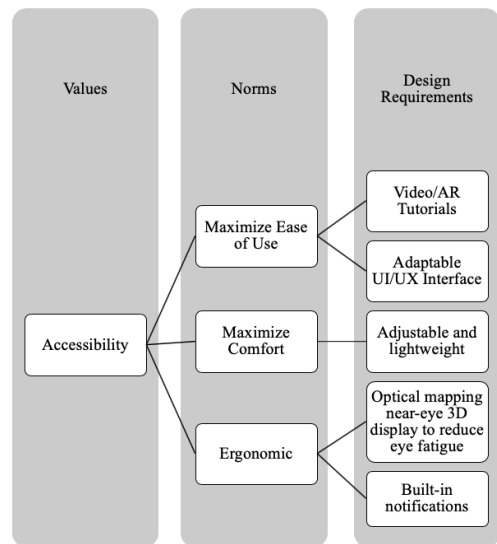 Values
Norms
Design
Requirements
Video/AR
Tutorials
Maximize Ease
of Use
Adaptable
UI/UX Interface
Accessibility
Maximize
Comfort
Adjustable and
lightweight
Optical mapping
near-eye 3D
display to reduce
eye fatigue
Ergonomic
Built-in
notifications